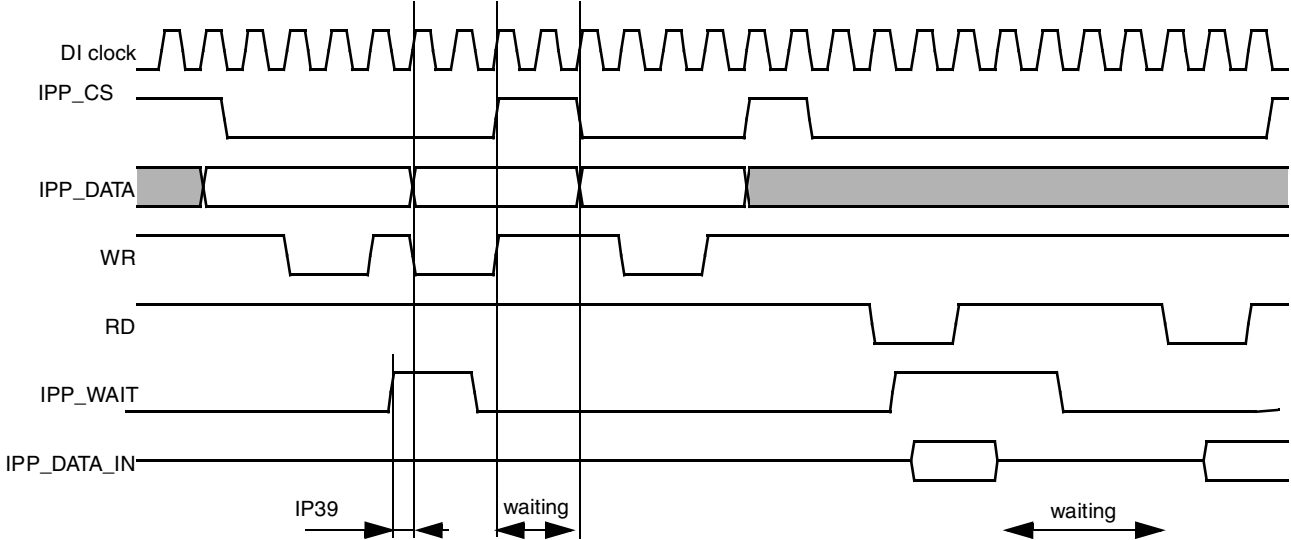 DI clock
IPP_CS
IPP_DATA
WR
RD
IPP_WAIT
IPP_DATA_IN
IP39
waiting
waiting